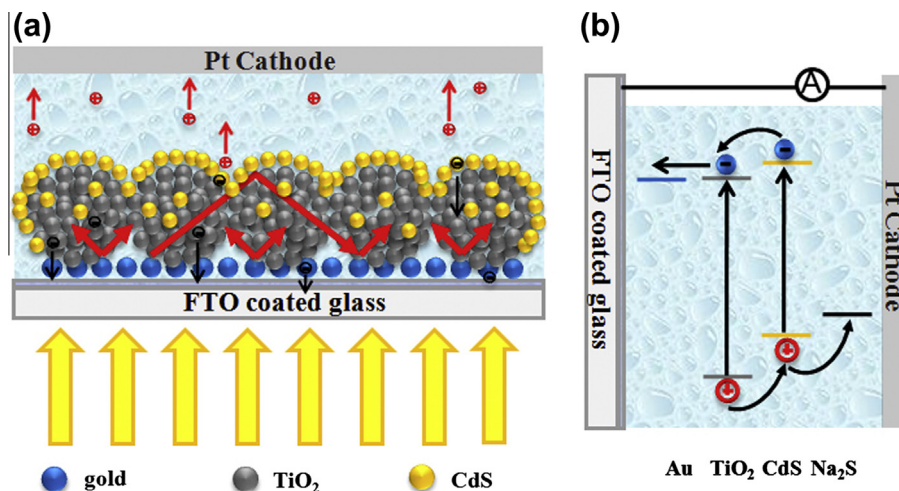 (a)
Pt Cathode
FTO coated glass
gold TiO₂ CdS
(b)
A
FTO coated glass
Pt Cathode
Au TiO₂ CdS Na₂S